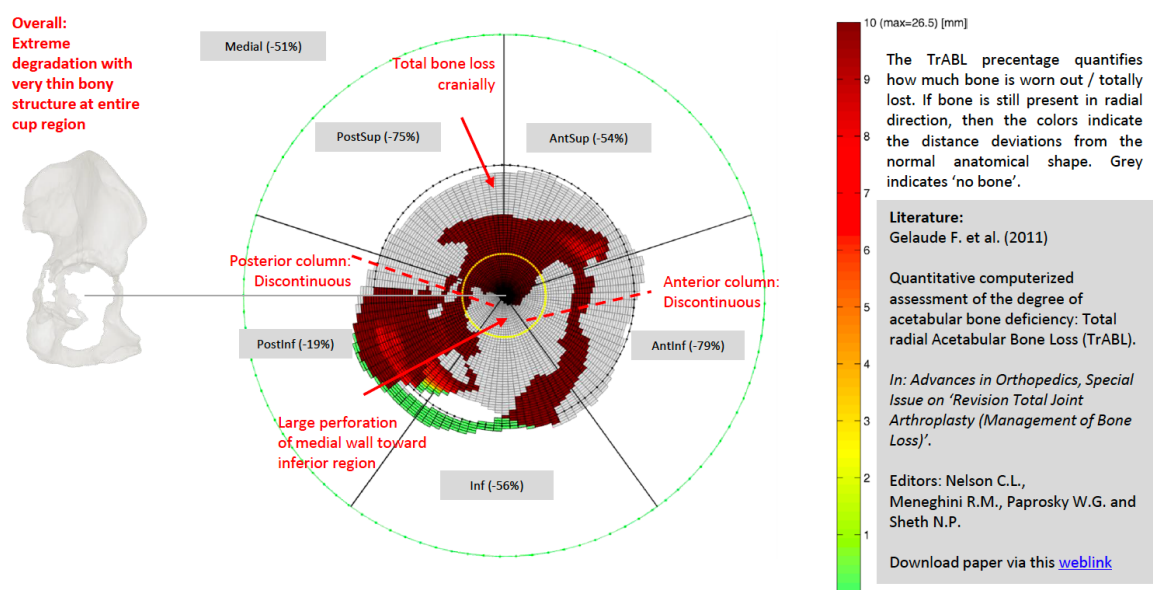 Overall:
Extreme
degradation with
very thin bony
structure at entire
cup region
Medial (-51%)
Total bone loss
cranially
PostSup (-75%)
AntSup (-54%)
Posterior column:
Discontinuous
Anterior column:
Discontinuous
PostInf (-19%)
AntInf (-79%)
Large perforation
of medial wall toward
inferior region
Inf (-56%)
10 (max=26.5) [mm]
9
8
7
6
5
4
3
2
1
The TrABL precentage quantifies
how much bone is worn out / totally
lost. If bone is still present in radial
direction, then the colors indicate
the distance deviations from the
normal anatomical shape. Grey
indicates ‘no bone’.
Literature:
Gelaude F. et al. (2011)
Quantitative computerized
assessment of the degree of
acetabular bone deficiency: Total
radial Acetabular Bone Loss (TrABL).
In: Advances in Orthopedics, Special
Issue on ‘Revision Total Joint
Arthroplasty (Management of Bone
Loss)’.
Editors: Nelson C.L.,
Meneghini R.M., Paprosky W.G. and
Sheth N.P.
Download paper via this weblink